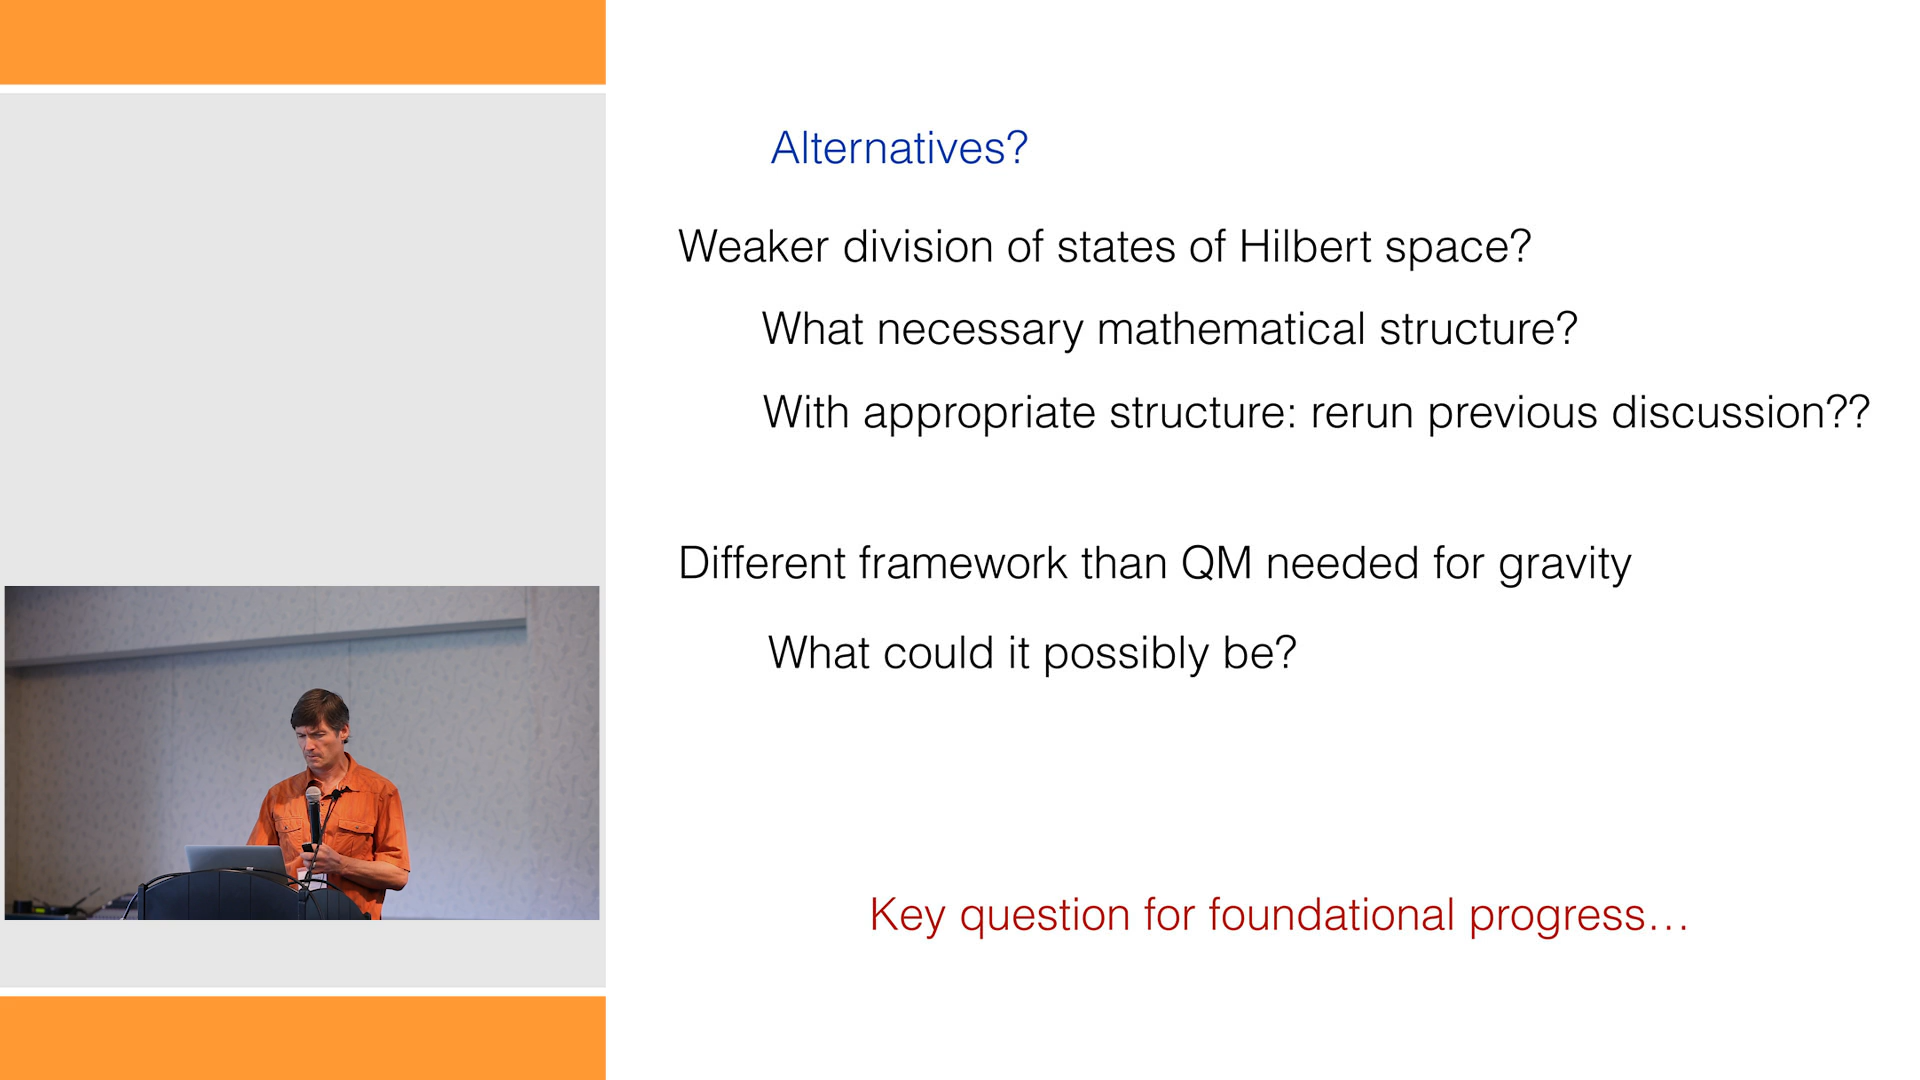 Alternatives?
Weaker division of states of Hilbert space?
What necessary mathematical structure?
With appropriate structure: rerun previous discussion??
Different framework than QM needed for gravity
What could it possibly be?
Key question for foundational progress…